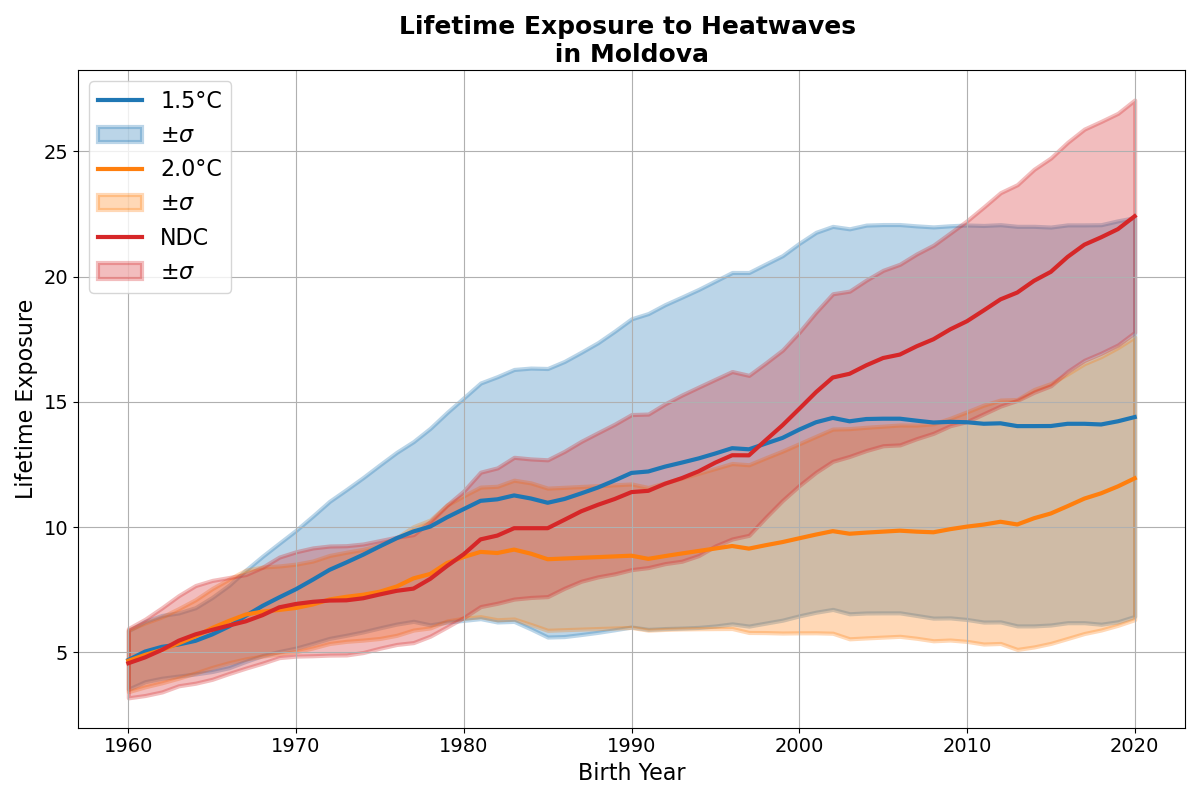 Lifetime Exposure to Heatwaves
in Moldova
1.5°C
±σ
2.0°C
±σ
NDC
±σ
25
20
15
10
5
Lifetime Exposure
1960 1970 1980 1990 2000 2010 2020
Birth Year